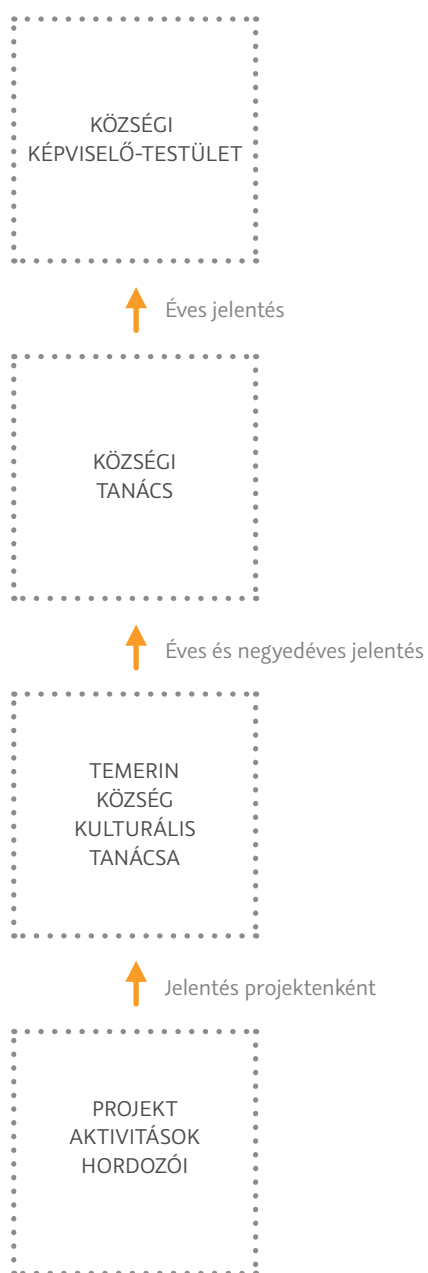 KÖZSÉGI
KÉPVISELŐ-TESTÜLET
Éves jelentés
KÖZSÉGI
TANÁCS
Éves és negyedéves jelentés
TEMERIN
KÖZSÉG
KULTURÁLIS
TANÁCSA
Jelentés projektenként
PROJEKT
AKTIVITÁSOK
HORDOZÓI